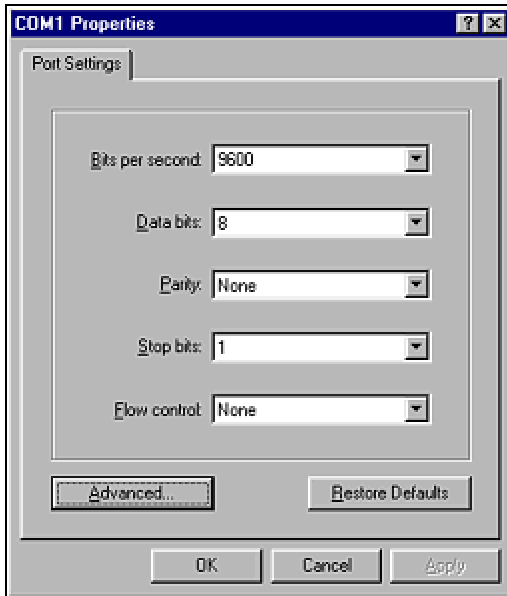 COM1 Properties
Port Settings
Bits per second: 9600
Data bits: 8
Parity: None
Stop bits: 1
Flow control: None
Advanced... Restore Defaults
OK Cancel Apply